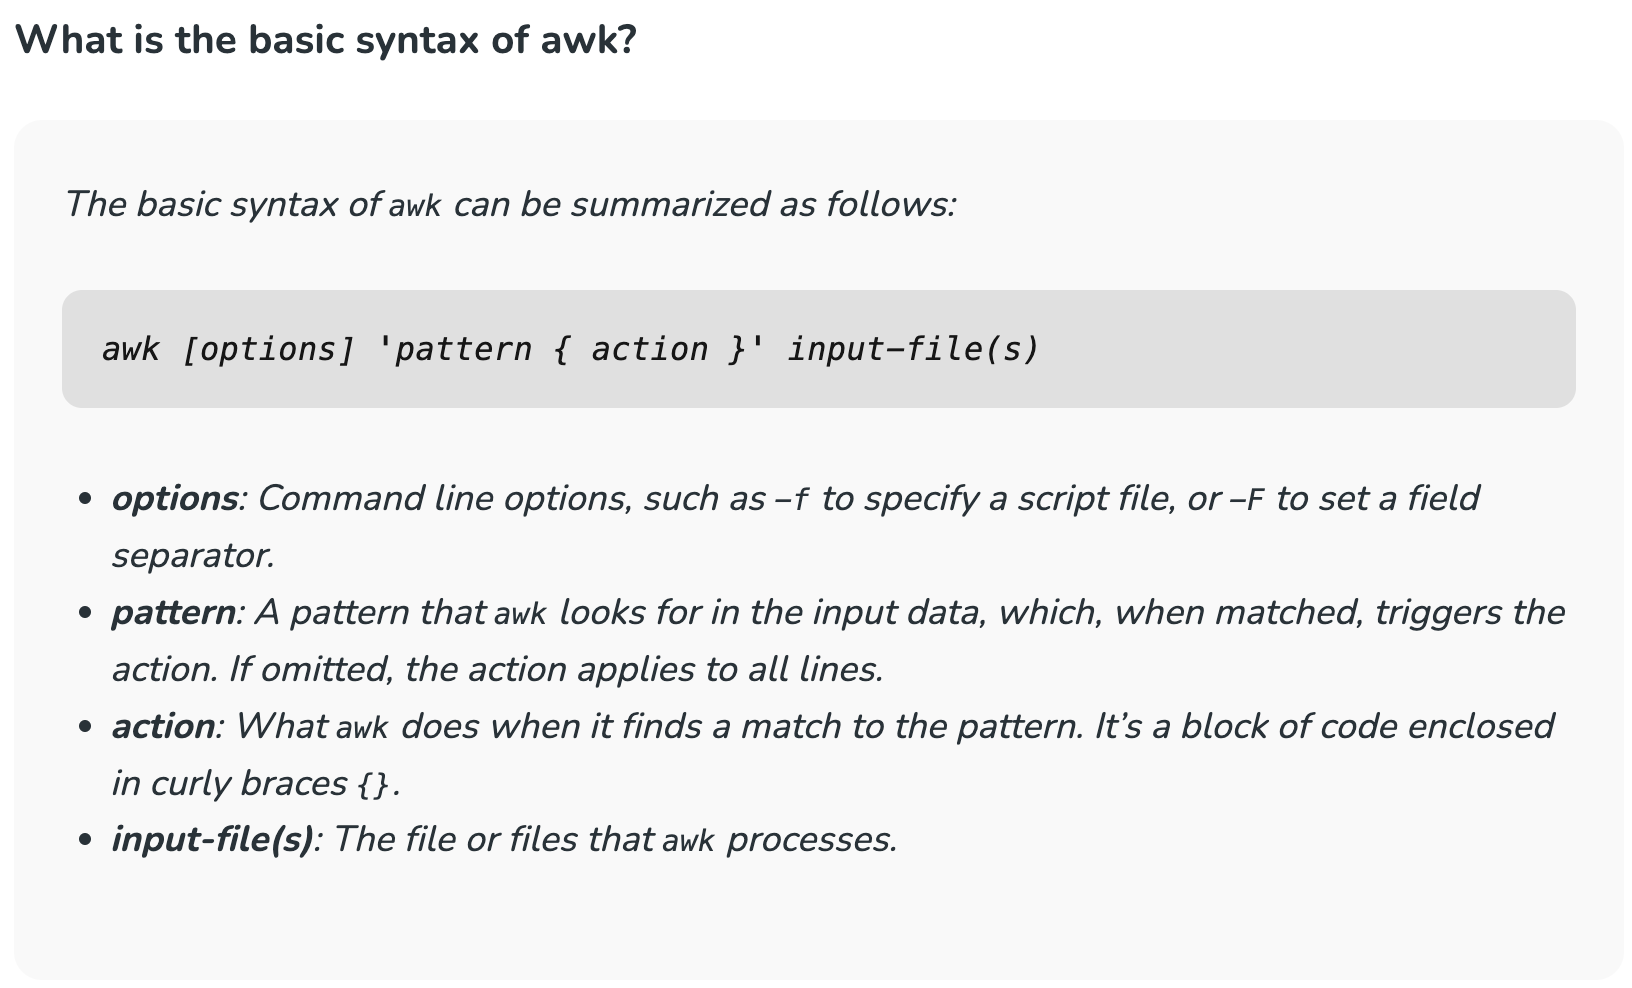 What is the basic syntax of awk?
The basic syntax of awk can be summarized as follows:
awk [options] 'pattern { action }' input-file(s)
• options: Command line options, such as -f to specify a script file, or -F to set a field
separator.
• pattern: A pattern that awk looks for in the input data, which, when matched, triggers the
action. If omitted, the action applies to all lines.
• action: What awk does when it finds a match to the pattern. It’s a block of code enclosed
in curly braces {}.
• input-file(s): The file or files that awk processes.